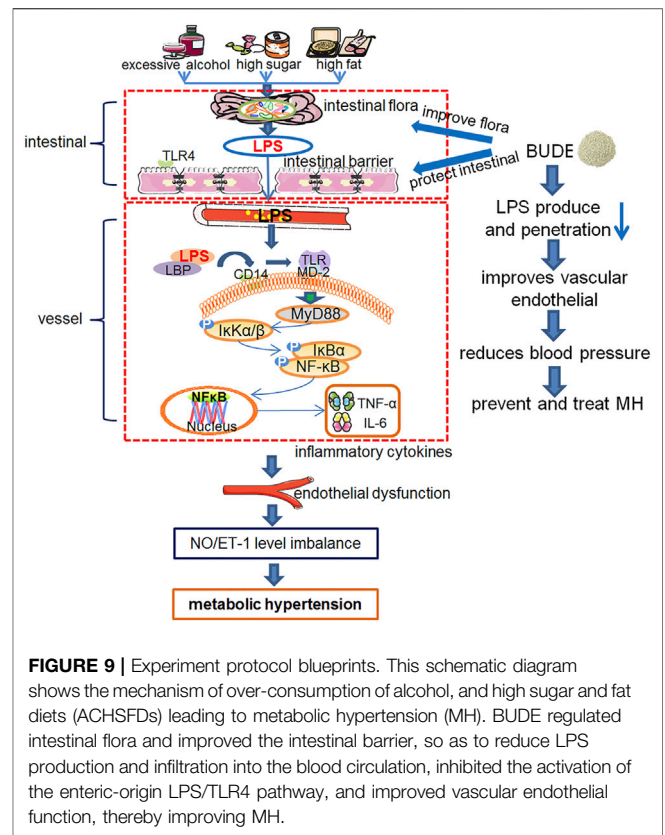 excessive alcohol high sugar high fat
intestinal flora
improve flora
intestinal
LPS
TLR4
intestinal barrier
protect intestinal
BUDE
LPS produce
and penetration
improves vascular
endothelial
reduces blood pressure
prevent and treat MH
vessel
LPS
LPS
LBP
CD14
TLR
MD-2
MyD88
P
IκKα/β
P
IκBα
P
NF-κB
NFκB
Nucleus
TNF-α
IL-6
inflammatory cytokines
endothelial dysfunction
NO/ET-1 level imbalance
metabolic hypertension
FIGURE 9 | Experiment protocol blueprints. This schematic diagram
shows the mechanism of over-consumption of alcohol, and high sugar and fat
diets (ACHSFDs) leading to metabolic hypertension (MH). BUDE regulated
intestinal flora and improved the intestinal barrier, so as to reduce LPS
production and infiltration into the blood circulation, inhibited the activation of
the enteric-origin LPS/TLR4 pathway, and improved vascular endothelial
function, thereby improving MH.